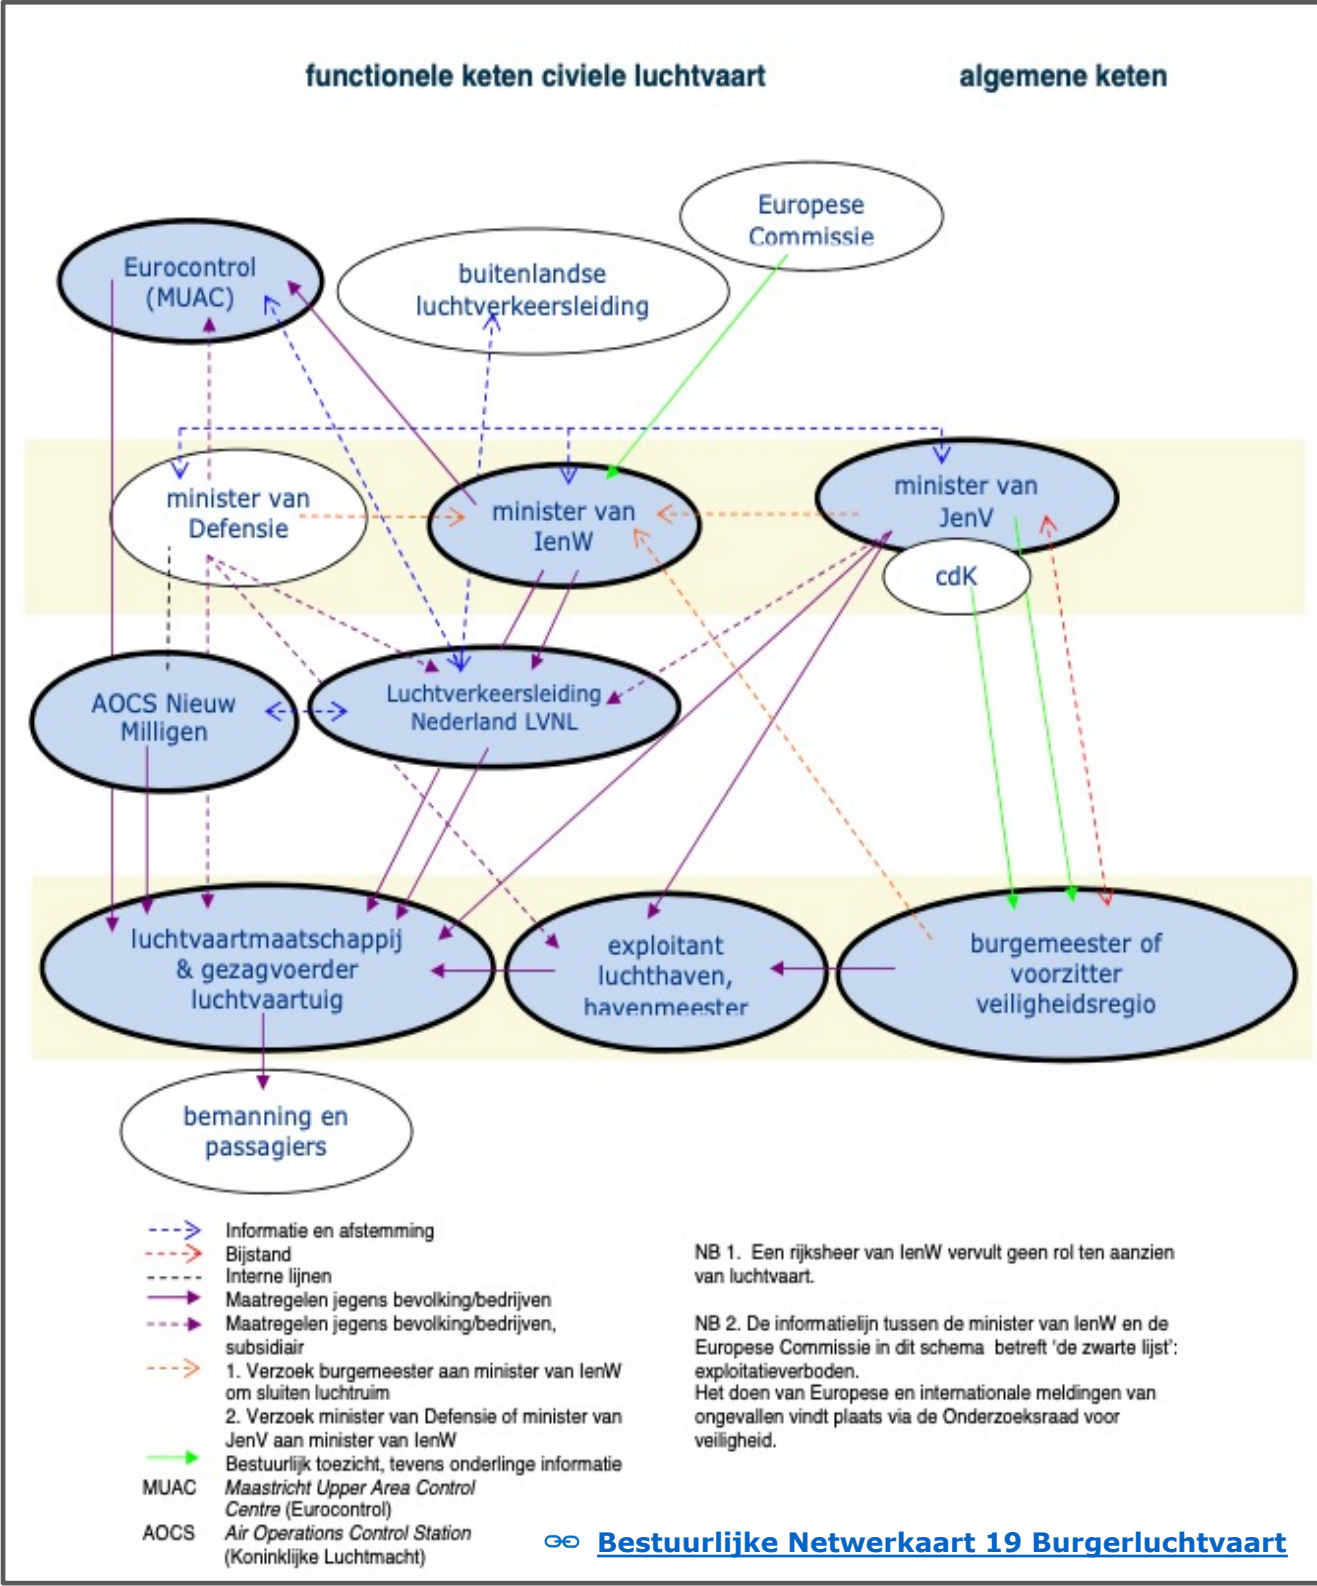 functionele keten civiele luchtvaart
algemene keten
Europese
Commissie
Eurocontrol
(MUAC)
buitenlandse
luchtverkeersleiding
minister van
Defensie
minister van
IenW
minister van
JenV
cdK
AOCS Nieuw
Milligen
Luchtverkeersleiding
Nederland LVNL
luchtvaartmaatschappij
& gezagvoerder
luchtvaartuig
exploitant
luchthaven,
havenmeester
burgemeester of
voorzitter
veiligheidsregio
bemanning en
passagiers
Informatie en afstemming
Bijstand
Interne lijnen
Maatregelen jegens bevolking/bedrijven
Maatregelen jegens bevolking/bedrijven,
subsidiair
1. Verzoek burgemeester aan minister van IenW
om sluiten luchtruim
2. Verzoek minister van Defensie of minister van
JenV aan minister van IenW
Bestuurlijk toezicht, tevens onderlinge informatie
MUAC Maastricht Upper Area Control
Centre (Eurocontrol)
AOCS Air Operations Control Station
(Koninklijke Luchtmacht)
NB 1. Een rijksheer van IenW vervult geen rol ten aanzien
van luchtvaart.
NB 2. De informatielijn tussen de minister van IenW en de
Europese Commissie in dit schema betreft 'de zwarte lijst':
exploitatieverboden.
Het doen van Europese en internationale meldingen van
ongevallen vindt plaats via de Onderzoeksraad voor
veiligheid.
Bestuurlijke Netwerkaart 19 Burgerluchtvaart